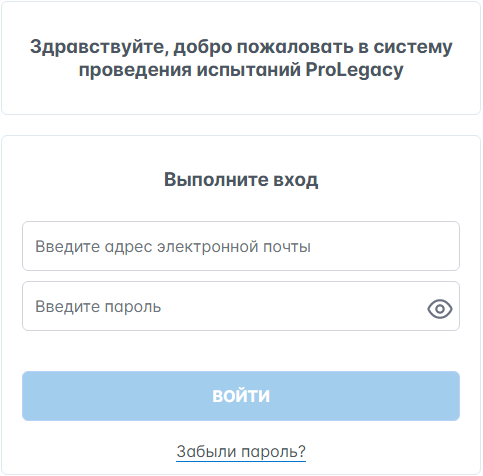 Здравствуйте, добро пожаловать в систему
проведения испытаний ProLegacy
Выполните вход
Введите адрес электронной почты
Введите пароль
ВОЙТИ
Забыли пароль?